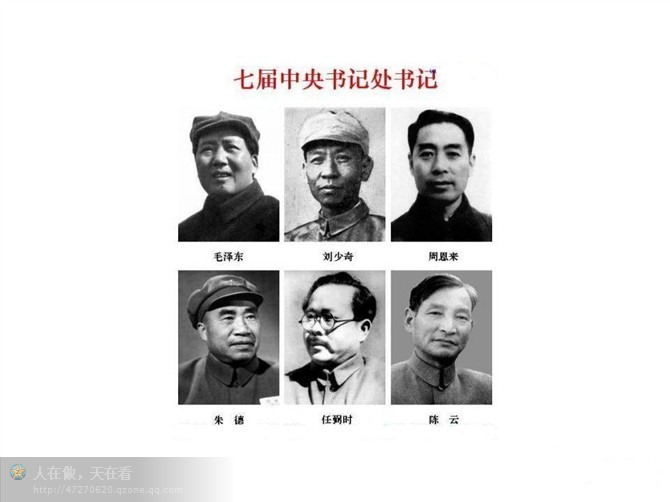 七届中央书记处书记
毛泽东 刘少奇 周恩来
朱 德 任弼时 陈 云
人在做，天在看
http://47270620.qzone.qq.com